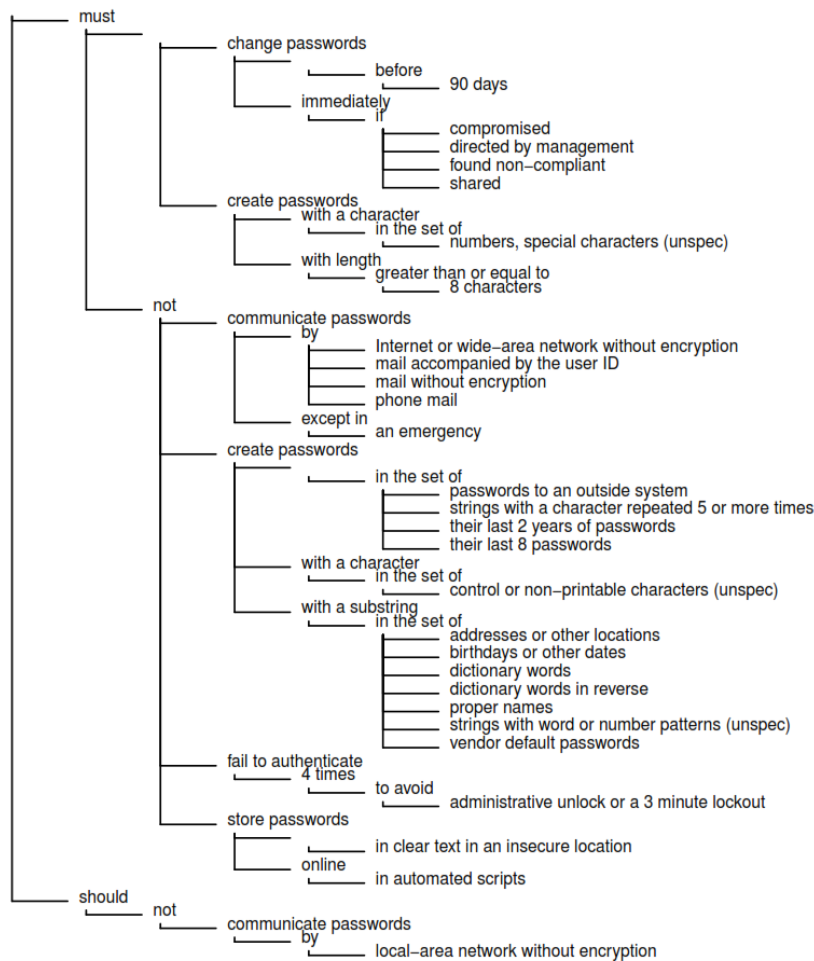 must
change passwords
before
90 days
immediately
if
compromised
directed by management
found non−compliant
shared
create passwords
with a character
in the set of
numbers, special characters (unspec)
with length
greater than or equal to
8 characters
not
communicate passwords
by
Internet or wide−area network without encryption
mail accompanied by the user ID
mail without encryption
phone mail
except in
an emergency
create passwords
in the set of
passwords to an outside system
strings with a character repeated 5 or more times
their last 2 years of passwords
their last 8 passwords
with a character
in the set of
control or non−printable characters (unspec)
with a substring
in the set of
addresses or other locations
birthdays or other dates
dictionary words
dictionary words in reverse
proper names
strings with word or number patterns (unspec)
vendor default passwords
fail to authenticate
4 times
to avoid
administrative unlock or a 3 minute lockout
store passwords
in clear text in an insecure location
online
in automated scripts
should
not
communicate passwords
by
local−area network without encryption